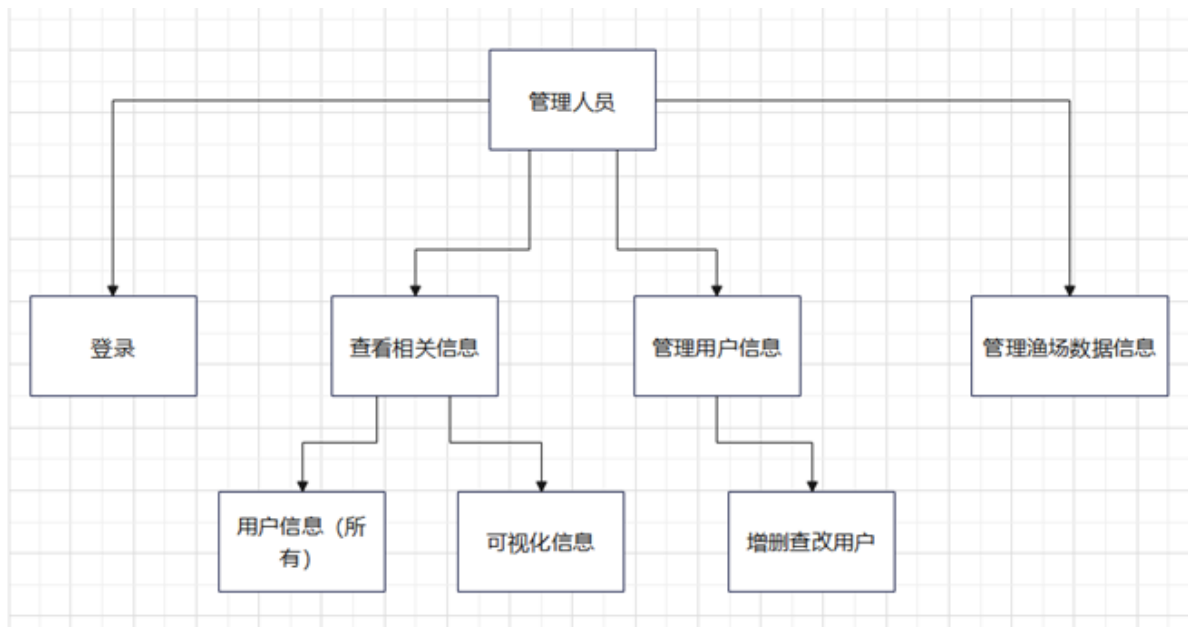 管理人员
登录
查看相关信息
管理用户信息
管理渔场数据信息
用户信息（所
有）
可视化信息
增删查改用户